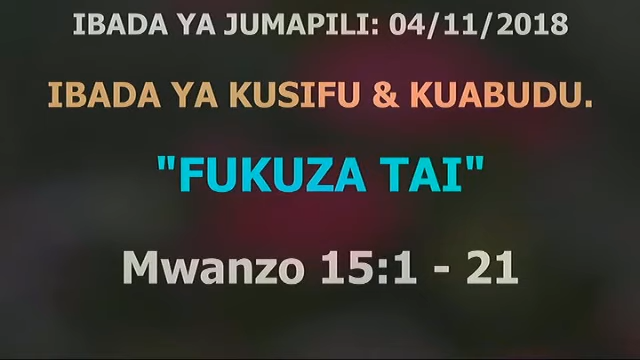 IBADA YA JUMAPILI: 04/11/2018
IBADA YA KUSIFU & KUABUDU.
"FUKUZA TAI"
Mwanzo 15:1 - 21